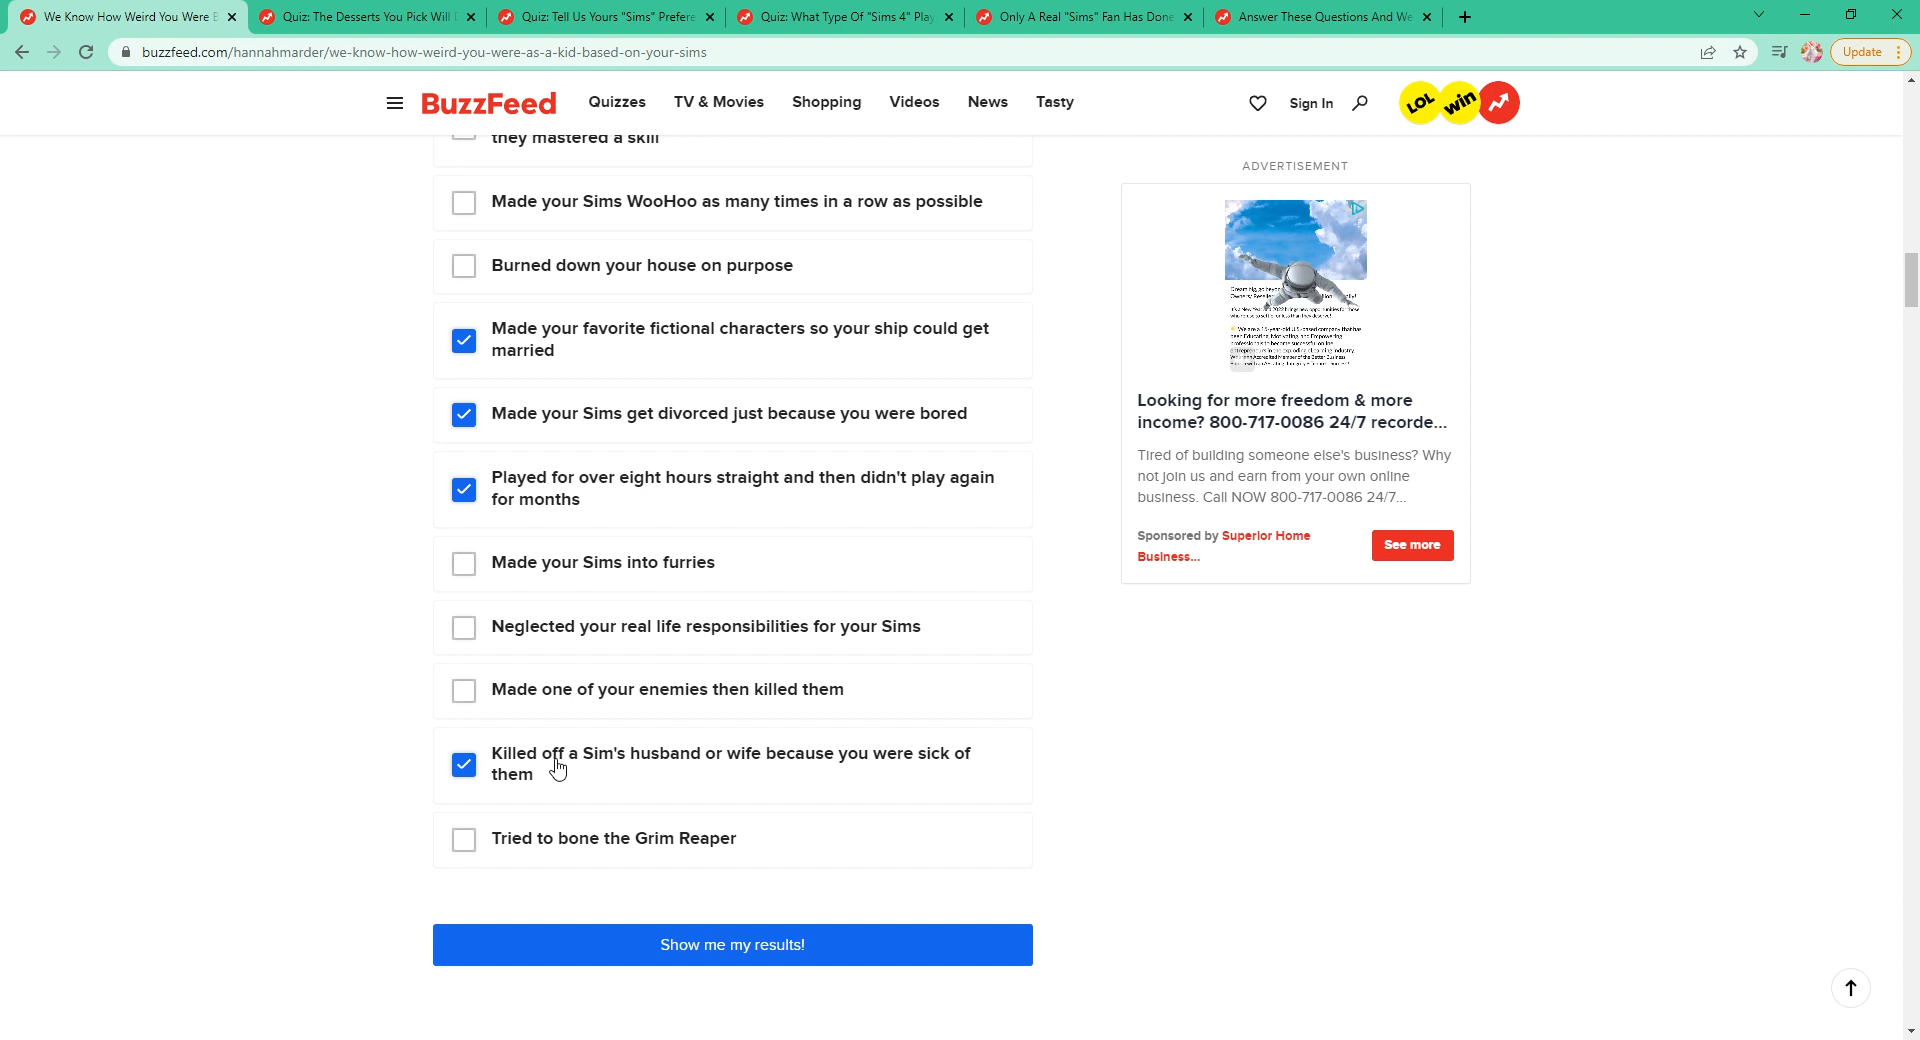 We Know How Weird You Were B
Quiz: The Desserts You Pick Will D
Quiz: Tell Us Yours "Sims" Prefere
Quiz: What Type Of "Sims 4" Play
Only A Real "Sims" Fan Has Done
Answer These Questions And We
buzzfeed.com/hannahmarder/we-know-how-weird-you-were-as-a-kid-based-on-your-sims
Update
BuzzFeed
Quizzes
TV & Movies
Shopping
Videos
News
Tasty
Sign In
LOL
win
they mastered a skill
Made your Sims WooHoo as many times in a row as possible
Burned down your house on purpose
Made your favorite fictional characters so your ship could get
married
Made your Sims get divorced just because you were bored
Played for over eight hours straight and then didn't play again
for months
Made your Sims into furries
Neglected your real life responsibilities for your Sims
Made one of your enemies then killed them
Killed off a Sim's husband or wife because you were sick of
them
Tried to bone the Grim Reaper
Show me my results!
ADVERTISEMENT
Looking for more freedom & more
income? 800-717-0086 24/7 recorde...
Tired of building someone else's business? Why
not join us and earn from your own online
business. Call NOW 800-717-0086 24/7...
Sponsored by Superior Home
Business...
See more